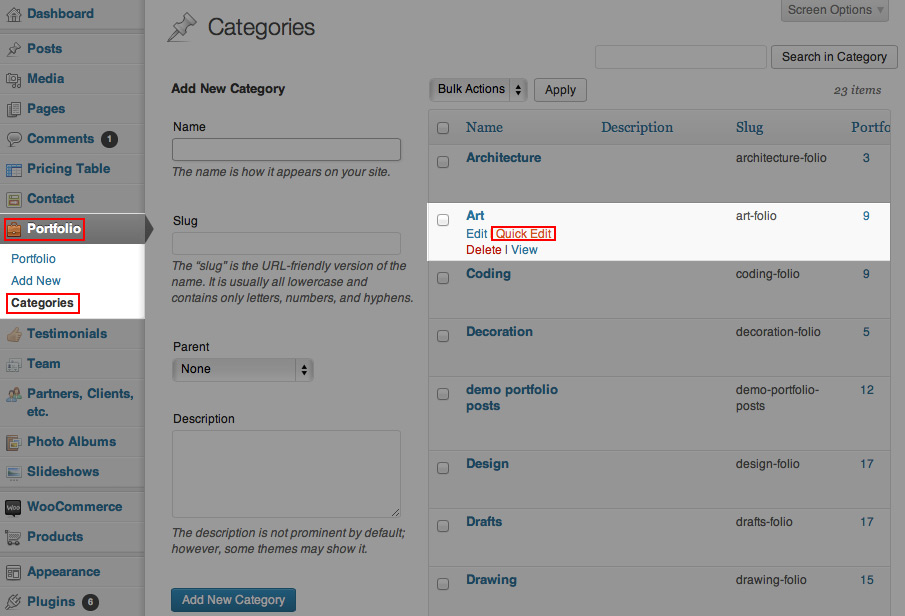 Dashboard
Posts
Media
Pages
Comments 1
Pricing Table
Contact
Portfolio
Portfolio
Add New
Categories
Testimonials
Team
Partners, Clients,
etc.
Photo Albums
Slideshows
Woo WooCommerce
Products
Appearance
Plugins 6
Screen Options
Categories
Search in Category
Add New Category
Name
The name is how it appears on your site.
Slug
The “slug” is the URL-friendly version of the
name. It is usually all lowercase and
contains only letters, numbers, and hyphens.
Parent
None
Description
The description is not prominent by default;
however, some themes may show it.
Add New Category
Bulk Actions Apply 23 items
Name Description Slug Portfo
Architecture architecture-folio 3
Art art-folio 9
Edit Quick Edit
Delete | View
Coding coding-folio 9
Decoration decoration-folio 5
demo portfolio demo-portfolio- 12
posts posts
Design design-folio 17
Drafts drafts-folio 17
Drawing drawing-folio 15